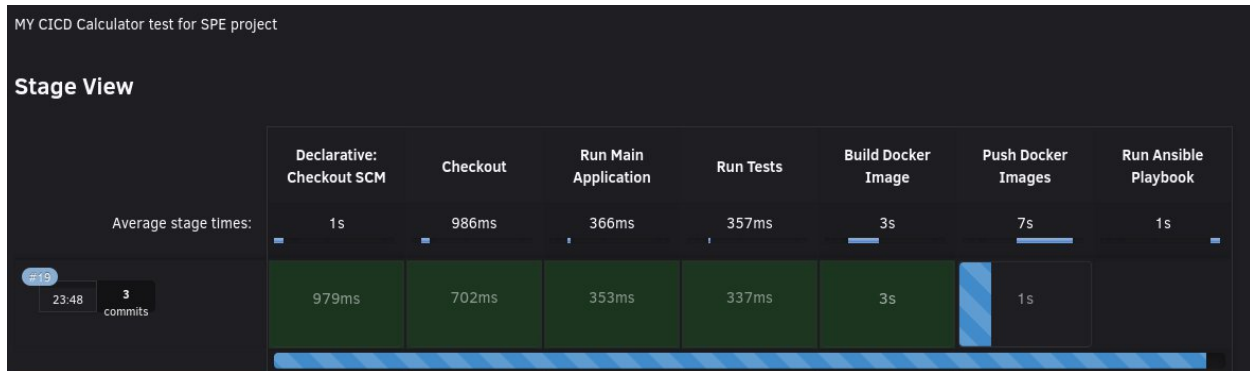 MY CICD Calculator test for SPE project
Stage View
Declarative: Checkout SCM
Checkout
Run Main Application
Run Tests
Build Docker Image
Push Docker Images
Run Ansible Playbook
Average stage times:
1s
986ms
366ms
357ms
3s
7s
1s
#19
23:48
3 commits
979ms
702ms
353ms
337ms
3s
1s